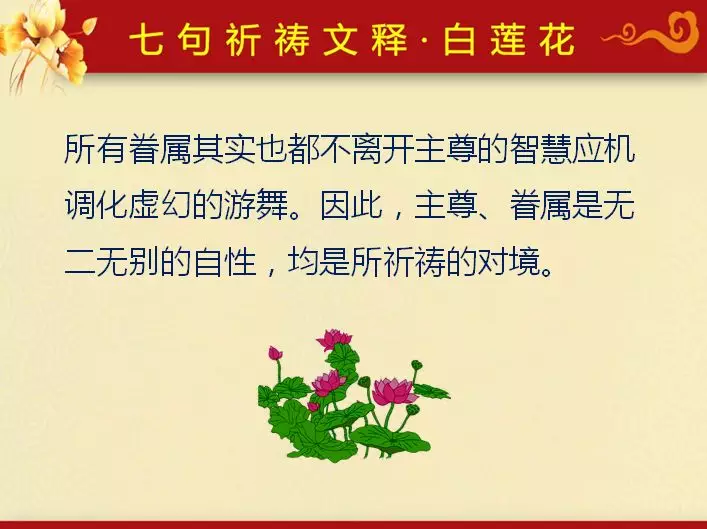 七句祈祷文释·白莲花
所有眷属其实也都不离开主尊的智慧应机
调化虚幻的游舞。因此，主尊、眷属是无
二无别的自性，均是所祈祷的对境。